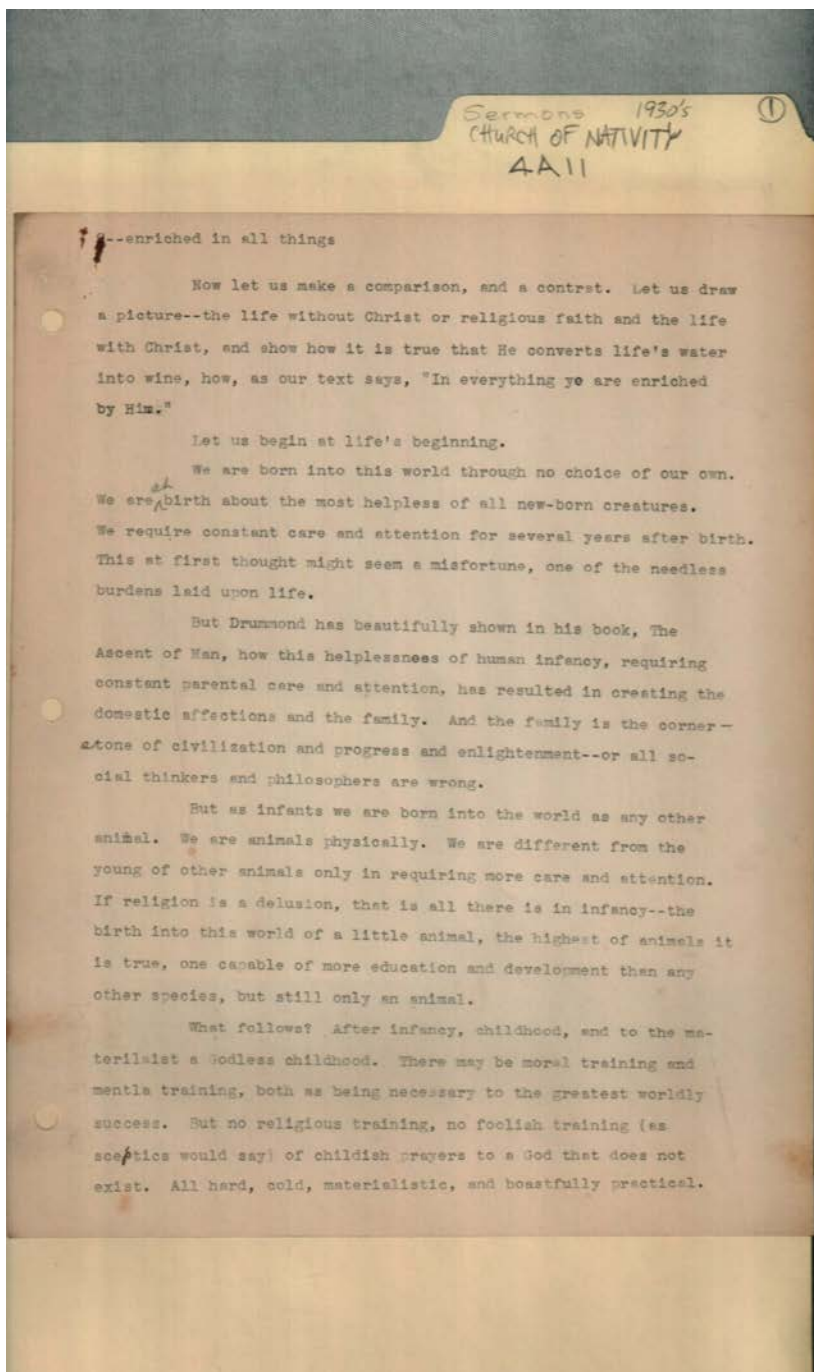 Sermons 1930's 1
CHURCH OF NATIVITY
4A11
--enriched in all things
Now let us make a comparison, and a contrst. Let us draw
a picture--the life without Christ or religious faith and the life
with Christ, and show how it is true that He converts life's water
into wine, how, as our text says, "In everything ye are enriched
by Him."
Let us begin at life's beginning.
We are born into this world through no choice of our own.
We are at birth about the most helpless of all new-born creatures.
We require constant care and attention for several years after birth.
This at first thought might seem a misfortune, one of the needless
burdens laid upon life.
But Drummond has beautifully shown in his book, The
Ascent of Man, how this helplessness of human infancy, requiring
constant parental care and attention, has resulted in creating the
domestic affections and the family. And the family is the corner-
stone of civilization and progress and enlightenment--or all so-
cial thinkers and philosophers are wrong.
But as infants we are born into the world as any other
animal. We are animals physically. We are different from the
young of other animals only in requiring more care and attention.
If religion is a delusion, that is all there is in infancy--the
birth into this world of a little animal, the highest of animals it
is true, one capable of more education and development than any
other species, but still only an animal.
What follows? After infancy, childhood, and to the ma-
terilaist a Godless childhood. There may be moral training and
mentla training, both as being necessary to the greatest worldly
success. But no religious training, no foolish training (as
sceptics would say) of childish prayers to a God that does not
exist. All hard, cold, materialistic, and boastfully practical.